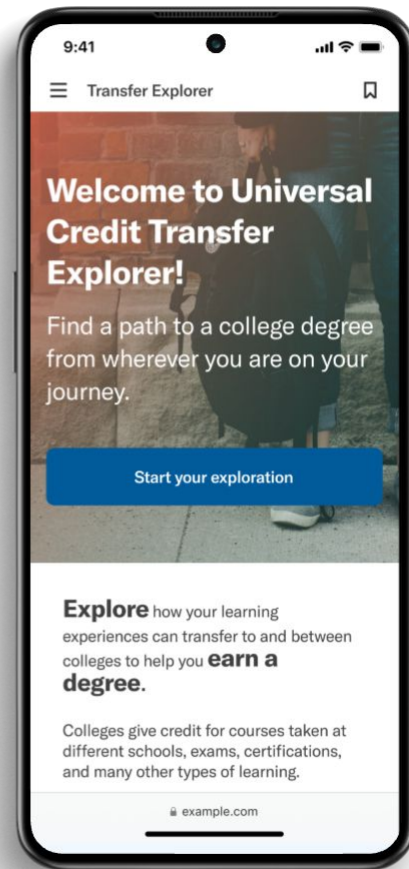 9:41
Transfer Explorer
Welcome to Universal
Credit Transfer
Explorer!
Find a path to a college degree
from wherever you are on your
journey.
Start your exploration
Explore how your learning
experiences can transfer to and between
colleges to help you earn a
degree.
Colleges give credit for courses taken at
different schools, exams, certifications,
and many other types of learning.
example.com